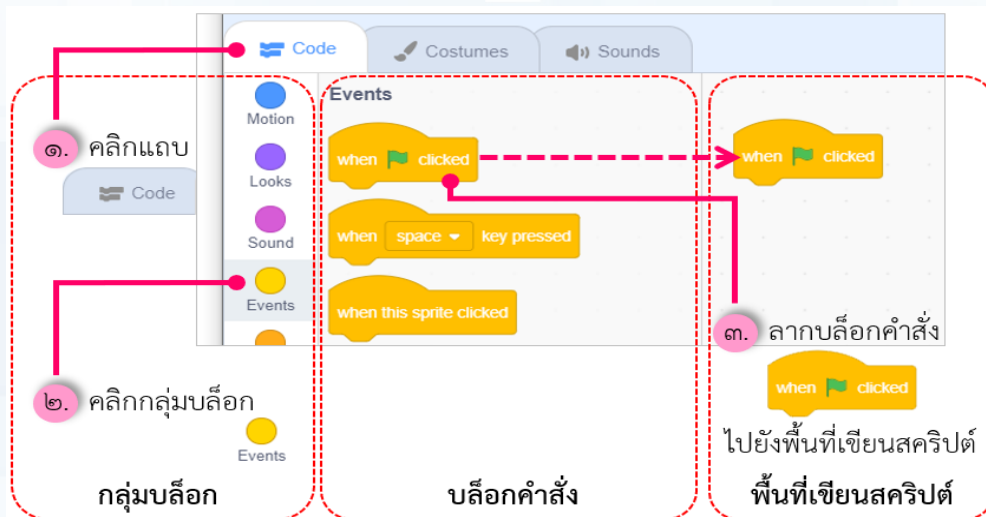 Code
Costumes
Sounds
Motion
Looks
Sound
Events
Events
when clicked
when space key pressed
when this sprite clicked
when clicked
๑. คลิกแถบ
Code
๒. คลิกกลุ่มบล็อก
Events
๓. ลากบล็อกคำสั่ง
when clicked
ไปยังพื้นที่เขียนสคริปต์
กลุ่มบล็อก
บล็อกคำสั่ง
พื้นที่เขียนสคริปต์